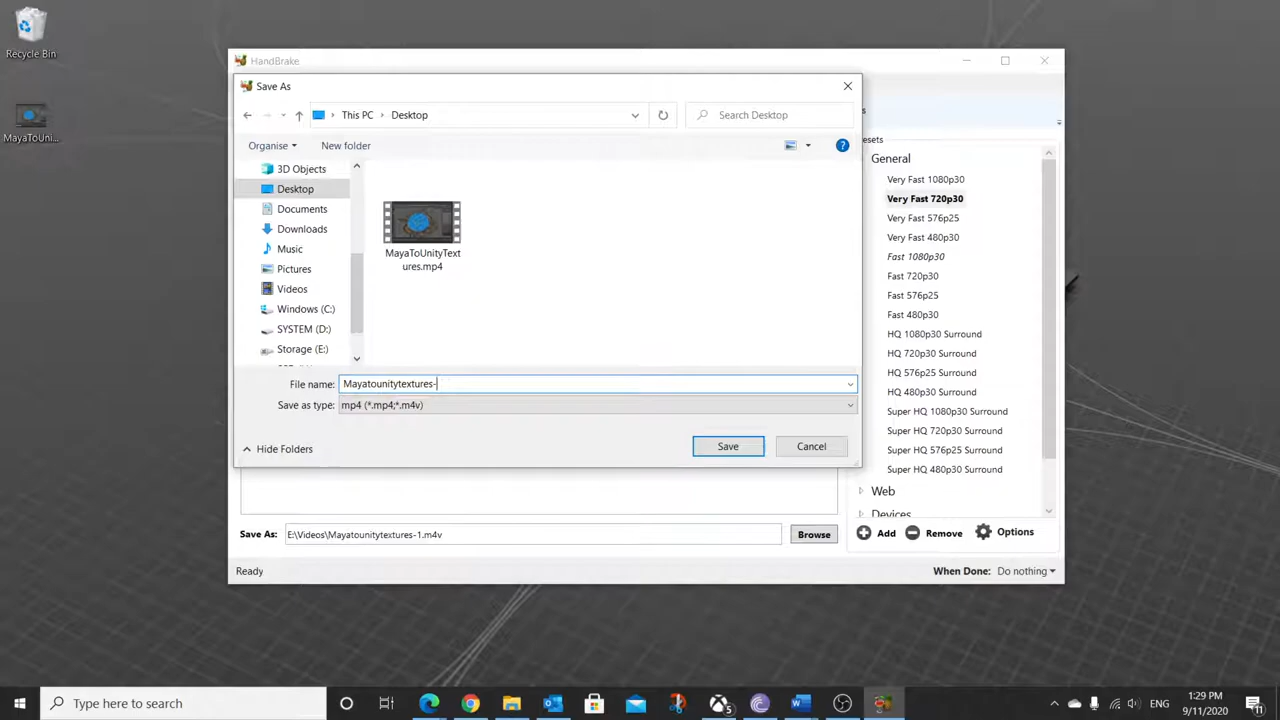 Recycle Bin
MayaToUni...
HandBrake
Save As
This PC
Desktop
Search Desktop
Organise
New folder
3D Objects
Desktop
Documents
Downloads
Music
Pictures
Videos
Windows (C:)
SYSTEM (D:)
Storage (E:)
MayaToUnityText
ures.mp4
File name:
Mayatounitytextures-
Save as type:
mp4 (*.mp4;*.m4v)
Hide Folders
Save
Cancel
General
Very Fast 1080p30
Very Fast 720p30
Very Fast 576p25
Very Fast 480p30
Fast 1080p30
Fast 720p30
Fast 576p25
Fast 480p30
HQ 1080p30 Surround
HQ 720p30 Surround
HQ 576p25 Surround
HQ 480p30 Surround
Super HQ 1080p30 Surround
Super HQ 720p30 Surround
Super HQ 576p25 Surround
Super HQ 480p30 Surround
Web
Devices
Add
Remove
Options
Save As:
E:\Videos\Mayatounitytextures-1.m4v
Browse
Ready
When Done: Do nothing
Type here to search
5
ENG
1:29 PM
9/11/2020
11